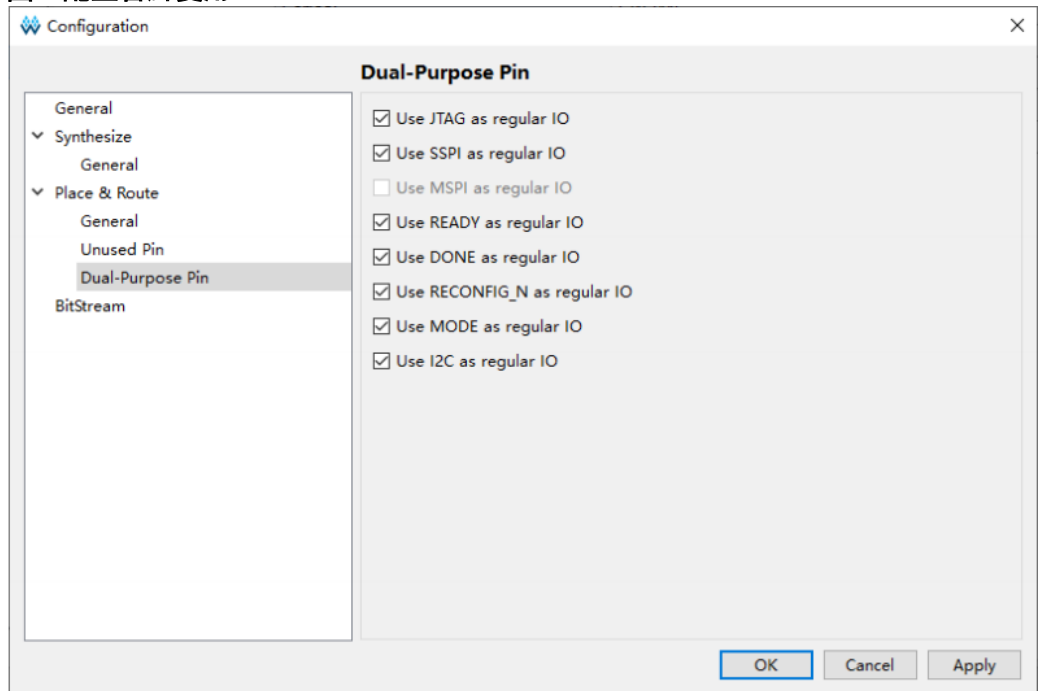 Configuration
Dual-Purpose Pin
General
Synthesize
General
Place & Route
General
Unused Pin
Dual-Purpose Pin
BitStream
Use JTAG as regular IO
Use SSPI as regular IO
Use MSPI as regular IO
Use READY as regular IO
Use DONE as regular IO
Use RECONFIG_N as regular IO
Use MODE as regular IO
Use I2C as regular IO
OK
Cancel
Apply